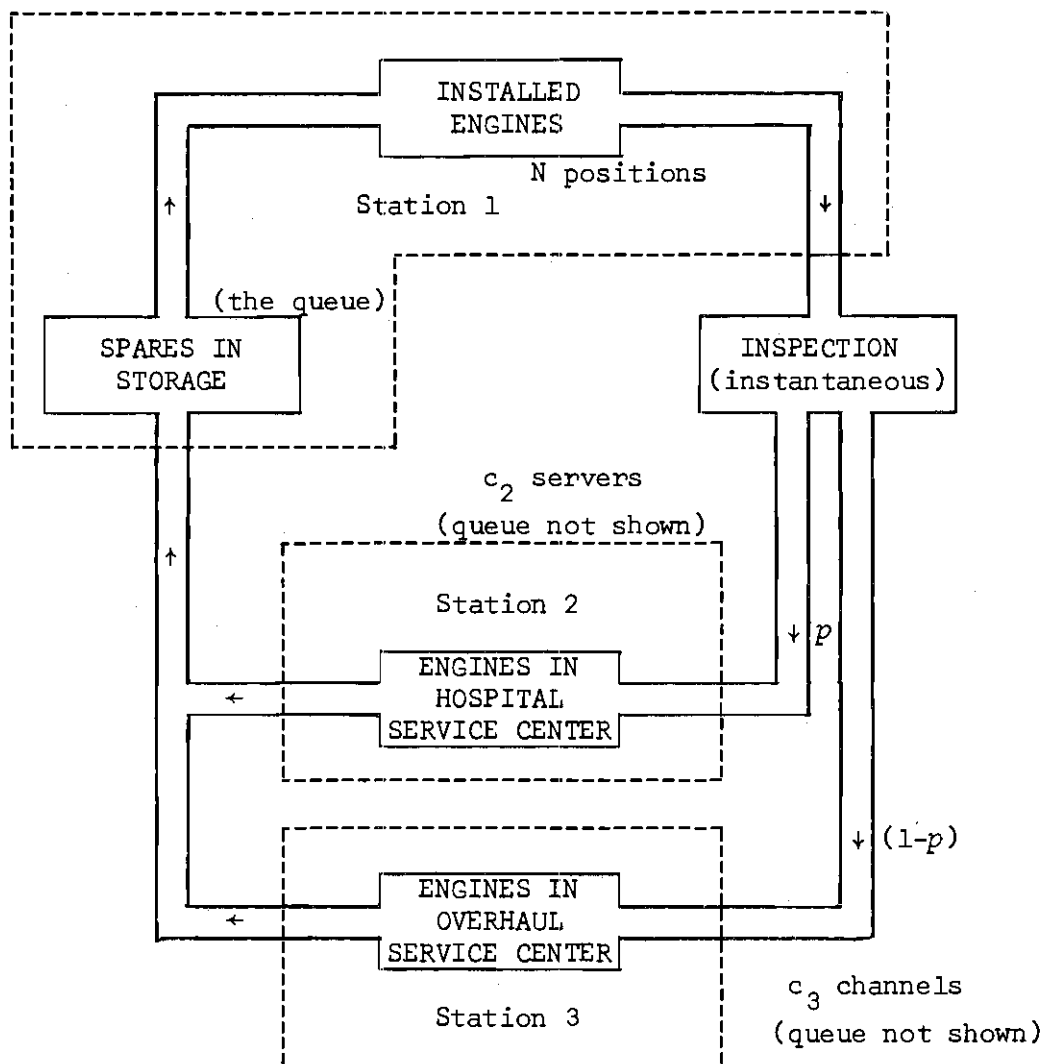 INSTALLED
ENGINES
N positions
Station 1
↑
↓
(the queue)
SPARES IN
STORAGE
INSPECTION
(instantaneous)
c₂ servers
(queue not shown)
↑
Station 2
↓ p
ENGINES IN
HOSPITAL
SERVICE CENTER
←
↓ (1-p)
ENGINES IN
OVERHAUL
SERVICE CENTER
←
Station 3
c₃ channels
(queue not shown)